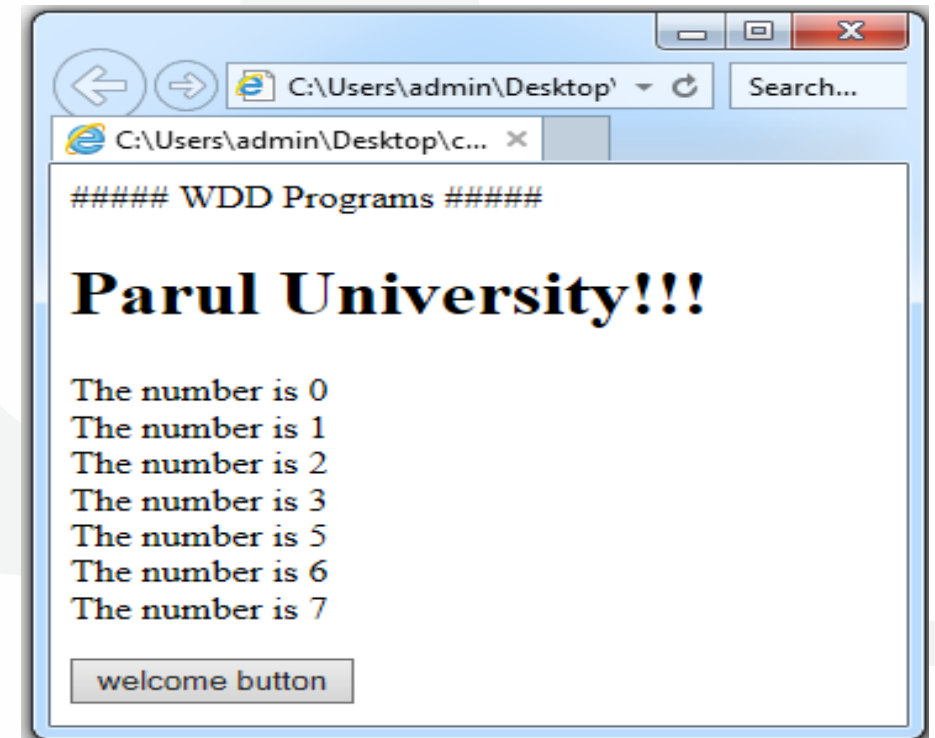 C:\Users\admin\Desktop' Search...
C:\Users\admin\Desktop\c...
##### WDD Programs #####
Parul University!!!
The number is 0
The number is 1
The number is 2
The number is 3
The number is 5
The number is 6
The number is 7
welcome button